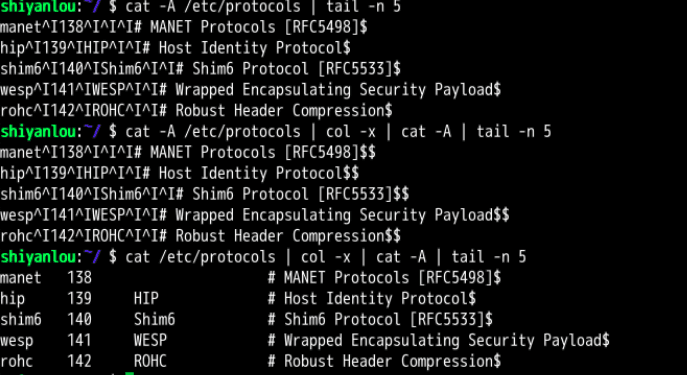 shiyanlou:~/ $ cat -A /etc/protocols | tail -n 5
manet^I138^I^I^I# MANET Protocols [RFC5498]$
hip^I139^IHIP^I^I# Host Identity Protocol$
shim6^I140^IShim6^I^I# Shim6 Protocol [RFC5533]$
wesp^I141^IWESP^I^I# Wrapped Encapsulating Security Payload$
rohc^I142^IROHC^I^I# Robust Header Compression$
shiyanlou:~/ $ cat -A /etc/protocols | col -x | cat -A | tail -n 5
manet^I138^I^I^I# MANET Protocols [RFC5498]$$
hip^I139^IHIP^I^I# Host Identity Protocol$$
shim6^I140^IShim6^I^I# Shim6 Protocol [RFC5533]$$
wesp^I141^IWESP^I^I# Wrapped Encapsulating Security Payload$$
rohc^I142^IROHC^I^I# Robust Header Compression$$
shiyanlou:~/ $ cat /etc/protocols | col -x | cat -A | tail -n 5
manet   138                     # MANET Protocols [RFC5498]$
hip     139     HIP             # Host Identity Protocol$
shim6   140     Shim6           # Shim6 Protocol [RFC5533]$
wesp    141     WESP            # Wrapped Encapsulating Security Payload$
rohc    142     ROHC            # Robust Header Compression$